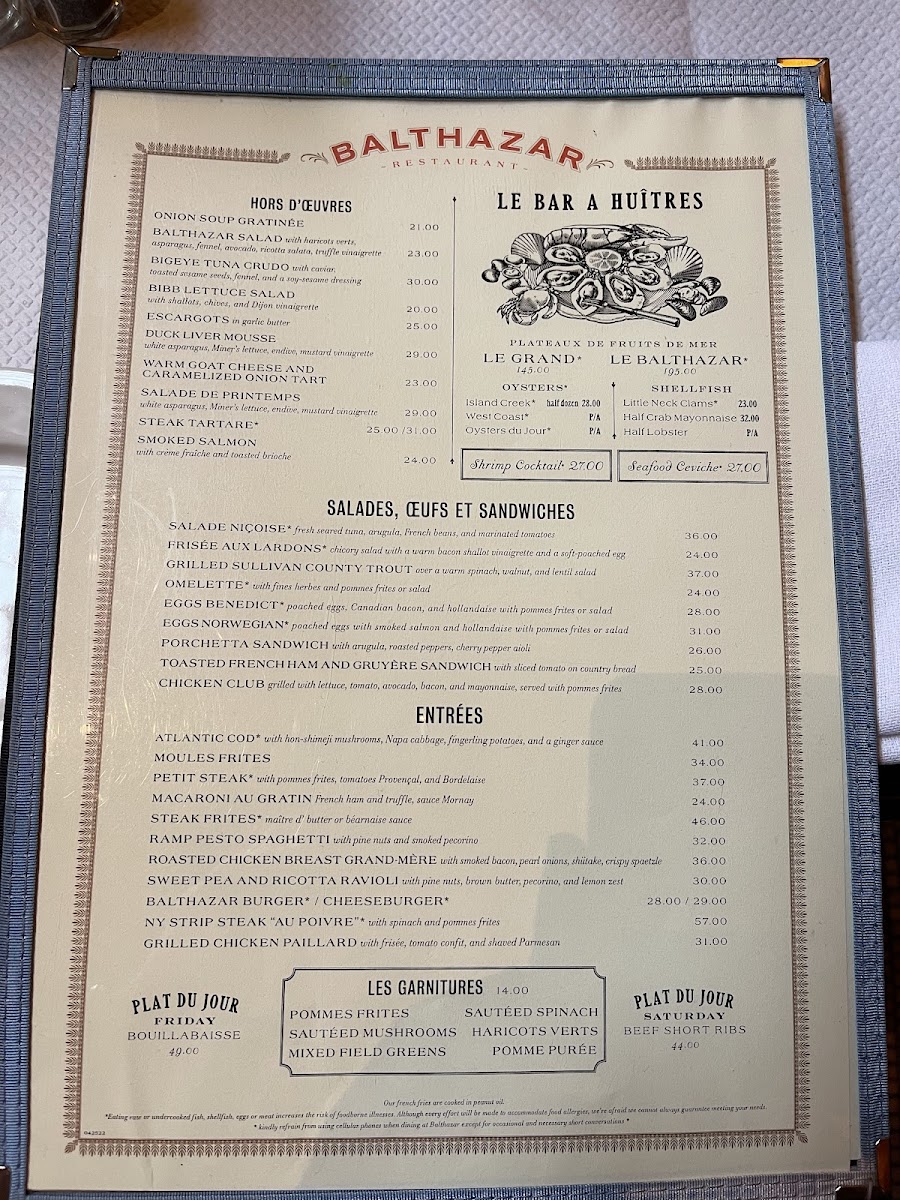 BALTHAZAR
-RESTAURANT-
HORS D'ŒUVRES
ONION SOUP GRATINÉE 21.00
BALTHAZAR SALAD with haricots verts,
asparagus, fennel, avocado, ricotta salata, truffle vinaigrette 23.00
BIGEYE TUNA CRUDO with caviar,
toasted sesame seeds, fennel, and a soy-sesame dressing 30.00
BIBB LETTUCE SALAD
with shallots, chives, and Dijon vinaigrette 20.00
ESCARGOTS in garlic butter 25.00
DUCK LIVER MOUSSE
white asparagus, Miner's lettuce, endive, mustard vinaigrette 29.00
WARM GOAT CHEESE AND
CARAMELIZED ONION TART 23.00
SALADE DE PRINTEMPS
white asparagus, Miner's lettuce, endive, mustard vinaigrette 29.00
STEAK TARTARE* 25.00 /31.00
SMOKED SALMON
with crème fraîche and toasted brioche 24.00
LE BAR A HUÎTRES
PLATEAUX DE FRUITS DE MER
LE GRAND* LE BALTHAZAR*
145.00 195.00
OYSTERS*
Island Creek* half dozen 28.00
West Coast* P/A
Oysters du Jour* P/A
SHELLFISH
Little Neck Clams* 23.00
Half Crab Mayonnaise 32.00
Half Lobster P/A
Shrimp Cocktail* 27.00
Seafood Ceviche* 27.00
SALADES, ŒUFS ET SANDWICHES
SALADE NIÇOISE* fresh seared tuna, arugula, French beans, and marinated tomatoes 36.00
FRISÉE AUX LARDONS* chicory salad with a warm bacon shallot vinaigrette and a soft-poached egg 24.00
GRILLED SULLIVAN COUNTY TROUT over a warm spinach, walnut, and lentil salad 37.00
OMELETTE* with fines herbes and pommes frites or salad 24.00
EGGS BENEDICT* poached eggs, Canadian bacon, and hollandaise with pommes frites or salad 28.00
EGGS NORWEGIAN* poached eggs with smoked salmon and hollandaise with pommes frites or salad 31.00
PORCHETTA SANDWICH with arugula, roasted peppers, cherry pepper aioli 26.00
TOASTED FRENCH HAM AND GRUYÈRE SANDWICH with sliced tomato on country bread 25.00
CHICKEN CLUB grilled with lettuce, tomato, avocado, bacon, and mayonnaise, served with pommes frites 28.00
ENTRÉES
ATLANTIC COD* with hon-shimeji mushrooms, Napa cabbage, fingerling potatoes, and a ginger sauce 41.00
MOULES FRITES 34.00
PETIT STEAK* with pommes frites, tomatoes Provençal, and Bordelaise 37.00
MACARONI AU GRATIN French ham and truffle, sauce Mornay 24.00
STEAK FRITES* maître d' butter or béarnaise sauce 46.00
RAMP PESTO SPAGHETTI with pine nuts and smoked pecorino 32.00
ROASTED CHICKEN BREAST GRAND-MÈRE with smoked bacon, pearl onions, shiitake, crispy spaetzle 36.00
SWEET PEA AND RICOTTA RAVIOLI with pine nuts, brown butter, pecorino, and lemon zest 30.00
BALTHAZAR BURGER* / CHEESEBURGER* 28.00 / 29.00
NY STRIP STEAK "AU POIVRE"* with spinach and pommes frites 57.00
GRILLED CHICKEN PAILLARD with frisée, tomato confit, and shaved Parmesan 31.00
PLAT DU JOUR
FRIDAY
BOUILLABAISSE
49.00
LES GARNITURES 14.00
POMMES FRITES SAUTÉED SPINACH
SAUTÉED MUSHROOMS HARICOTS VERTS
MIXED FIELD GREENS POMME PURÉE
PLAT DU JOUR
SATURDAY
BEEF SHORT RIBS
44.00
Our french fries are cooked in peanut oil.
*Eating raw or undercooked fish, shellfish, eggs or meat increases the risk of foodborne illnesses. Although every effort will be made to accommodate food allergies, we're afraid we cannot always guarantee meeting your needs.
* kindly refrain from using cellular phones when dining at Balthazar except for occasional and necessary short conversations *
042522